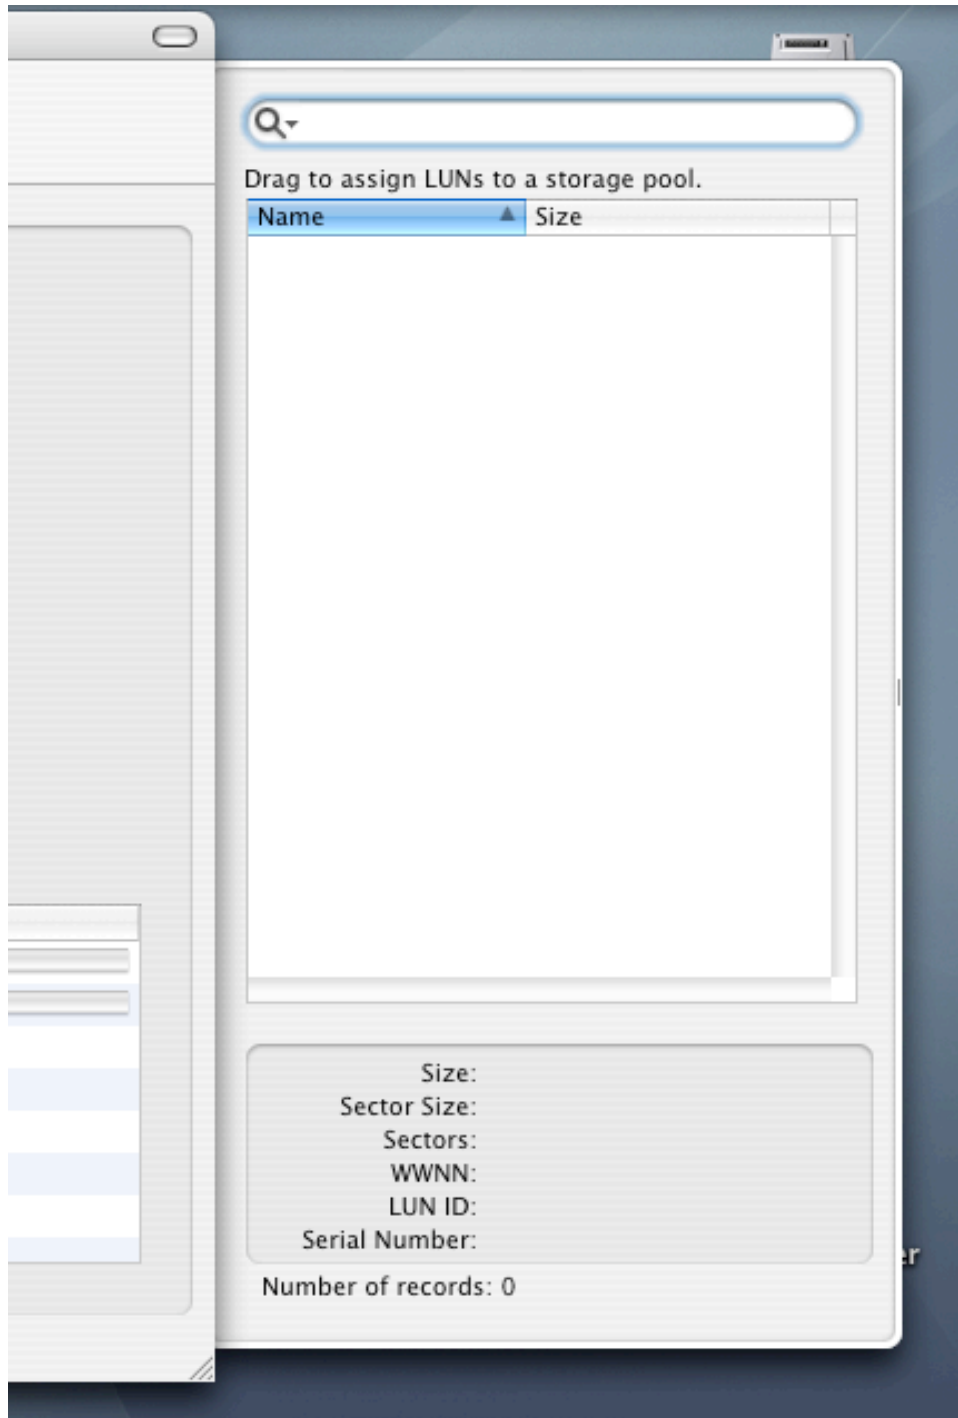 Drag to assign LUNs to a storage pool.
Name Size
Size:
Sector Size:
Sectors:
WWNN:
LUN ID:
Serial Number:
er
Number of records: 0